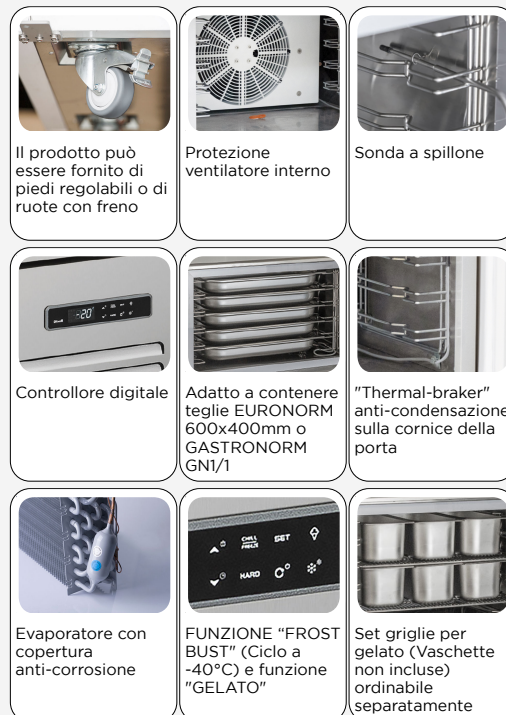 Il prodotto può
essere fornito di
piedi regolabili o di
ruote con freno
Protezione
ventilatore interno
Sonda a spillone
-20°
Controllore digitale
Adatto a contenere
teglie EURONORM
600x400mm o
GASTRONORM
GN1/1
"Thermal-braker"
anti-condensazione
sulla cornice della
porta
CHILL
FREEZE
SET
HARD
Evaporatore con
copertura
anti-corrosione
FUNZIONE “FROST
BUST" (Ciclo a
-40°C) e funzione
"GELATO"
Set griglie per
gelato (Vaschette
non incluse)
ordinabile
separatamente